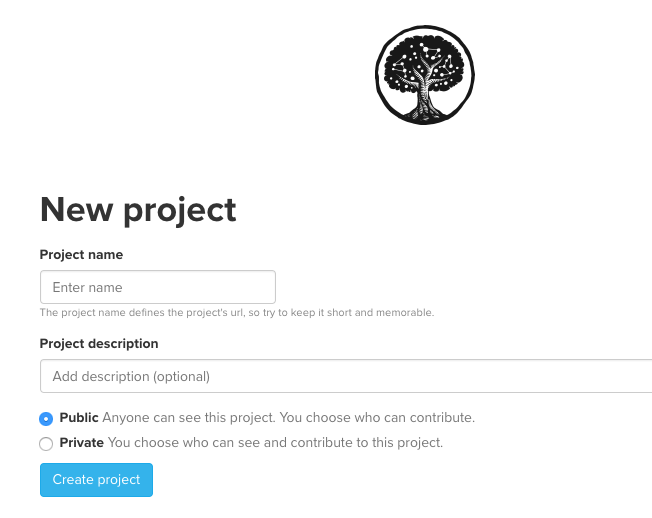 New project
Project name
Enter name
The project name defines the project's url, so try to keep it short and memorable.
Project description
Add description (optional)
Public Anyone can see this project. You choose who can contribute.
Private You choose who can see and contribute to this project.
Create project